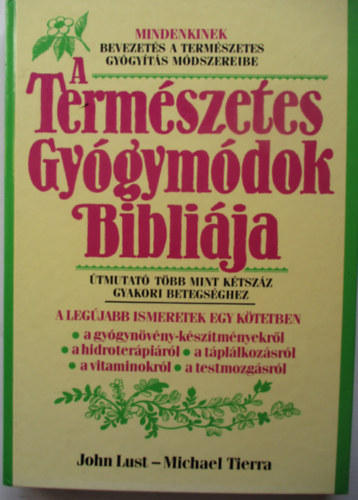 MINDENKINEK
BEVEZETÉS A TERMÉSZETES
GYÓGYÍTÁS MÓDSZEREIBE
A
Természetes
Gyógymódok
Bibliája
ÚTMUTATÓ TÖBB MINT KÉTSZÁZ
GYAKORI BETEGSÉGHEZ
A LEGÚJABB ISMERETEK EGY KÖTETBEN
• a gyógynövény-készítményekről
• a hidroterápiáról • a táplálkozásról
• a vitaminokról • a testmozgásról
John Lust – Michael Tierra